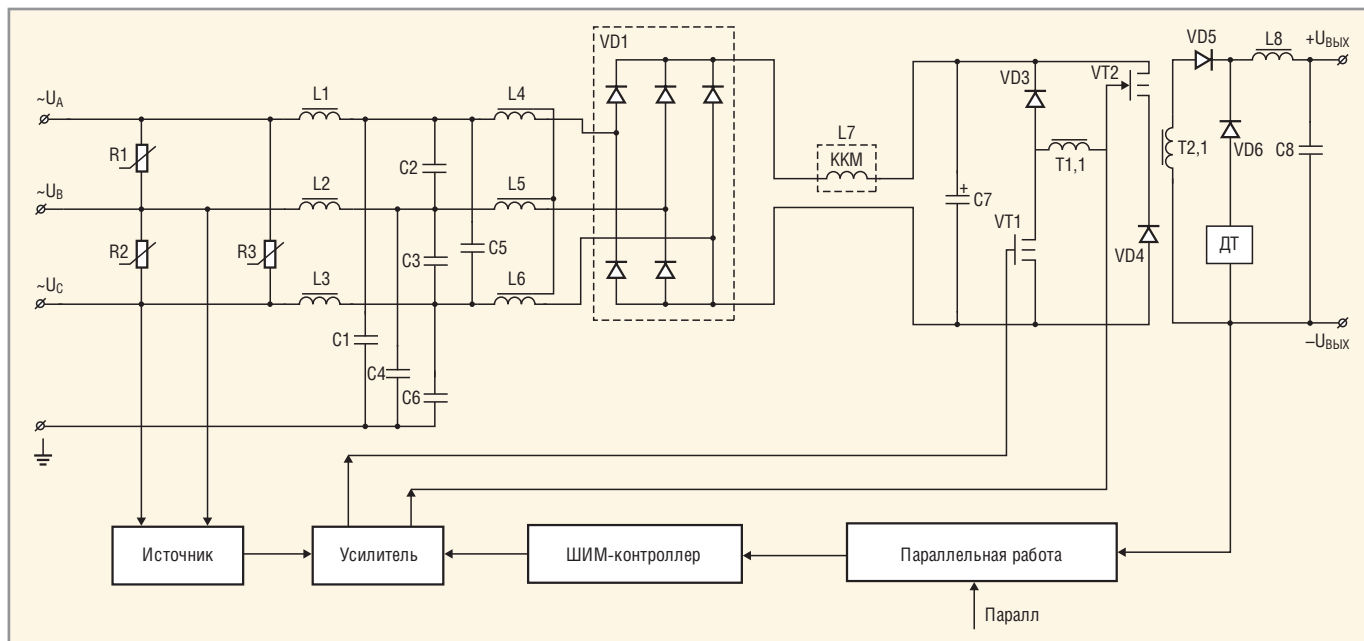 VD1
VD5
L8
+UВЫХ
VD3
VT2
~UA
L1
L4
L7
ККМ
R1
C2
T1,1
T2,1
VD6
C8
~UB
L2
L5
C7
VT1
R2
R3
C3
C5
VD4
ДТ
~UC
L3
L6
C1
C4
C6
–UВЫХ
Источник
Усилитель
ШИМ-контроллер
Параллельная работа
Паралл